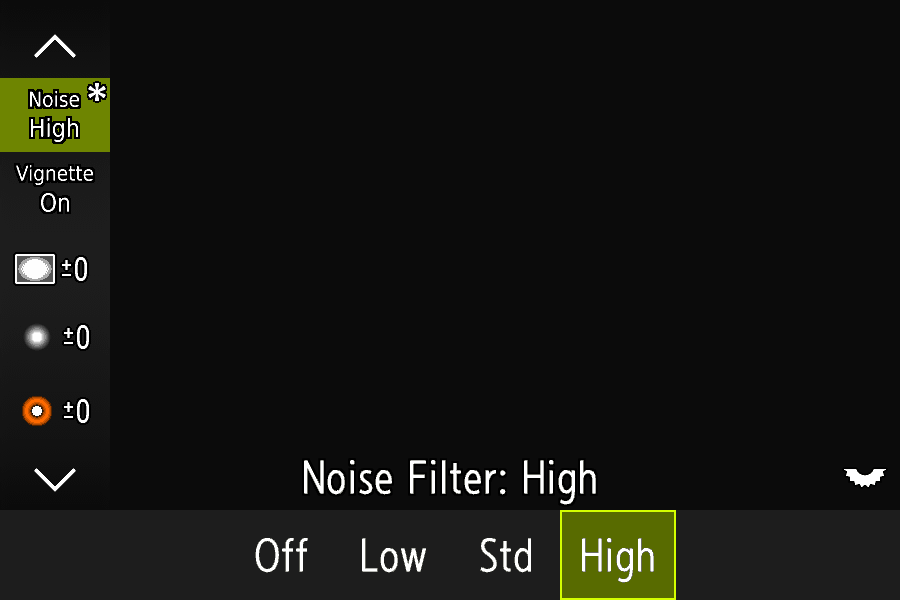 Noise *
High
Vignette
On
±0
±0
±0
Noise Filter: High
Off Low Std High